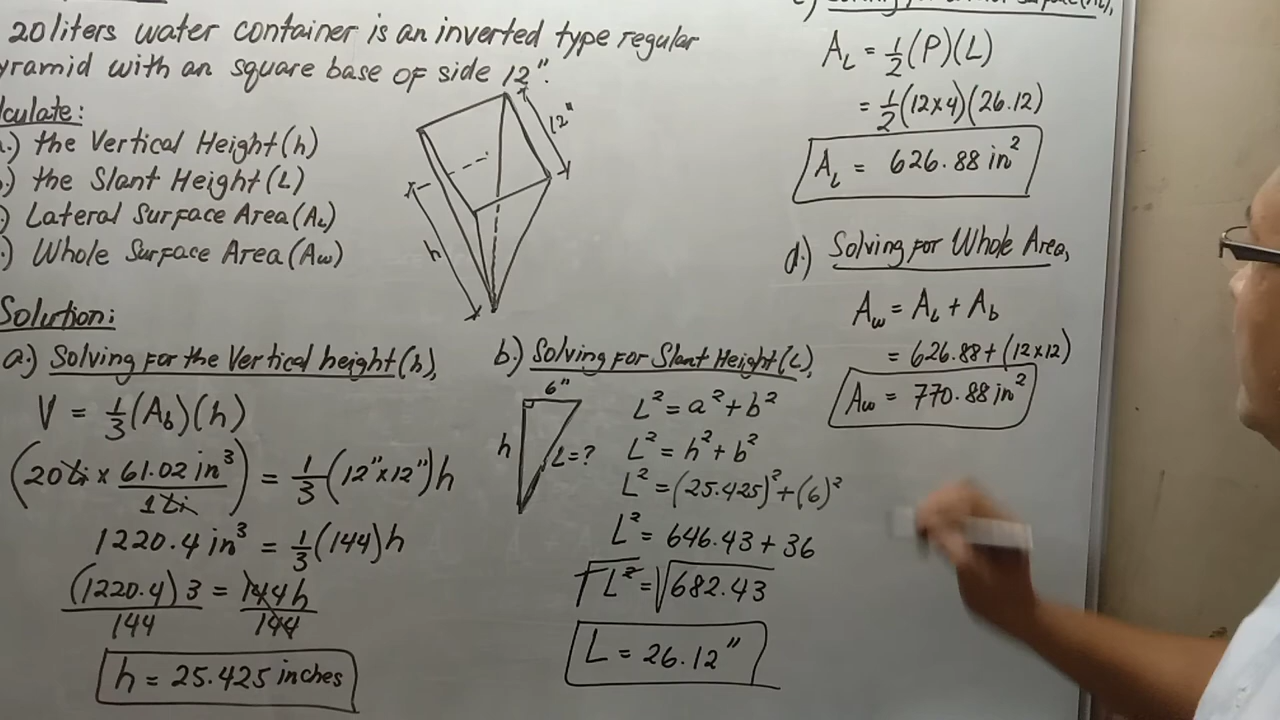 20 liters water container is an inverted type regular
yramid with an square base of side 12".
lculate:
.) the Vertical Height (h)
.) the Slant Height (L)
.) Lateral Surface Area (AL)
.) Whole Surface Area (Aw)
12"
h
Solution:
a.) Solving for the Vertical height (h),
V = 1/3 (Ab)(h)
(20 Li x 61.02 in³ / 1 Li) = 1/3 (12" x 12") h
1220.4 in³ = 1/3 (144) h
(1220.4) 3 / 144 = 144 h / 144
h = 25.425 inches
b.) Solving for Slant Height (L),
6"
h
L = ?
L² = a² + b²
L² = h² + b²
L² = (25.425)² + (6)²
L² = 646.43 + 36
√L² = √682.43
L = 26.12"
AL = 1/2 (P)(L)
= 1/2 (12 x 4)(26.12)
AL = 626.88 in²
d.) Solving for Whole Area,
Aw = AL + Ab
= 626.88 + (12 x 12)
Aw = 770.88 in²